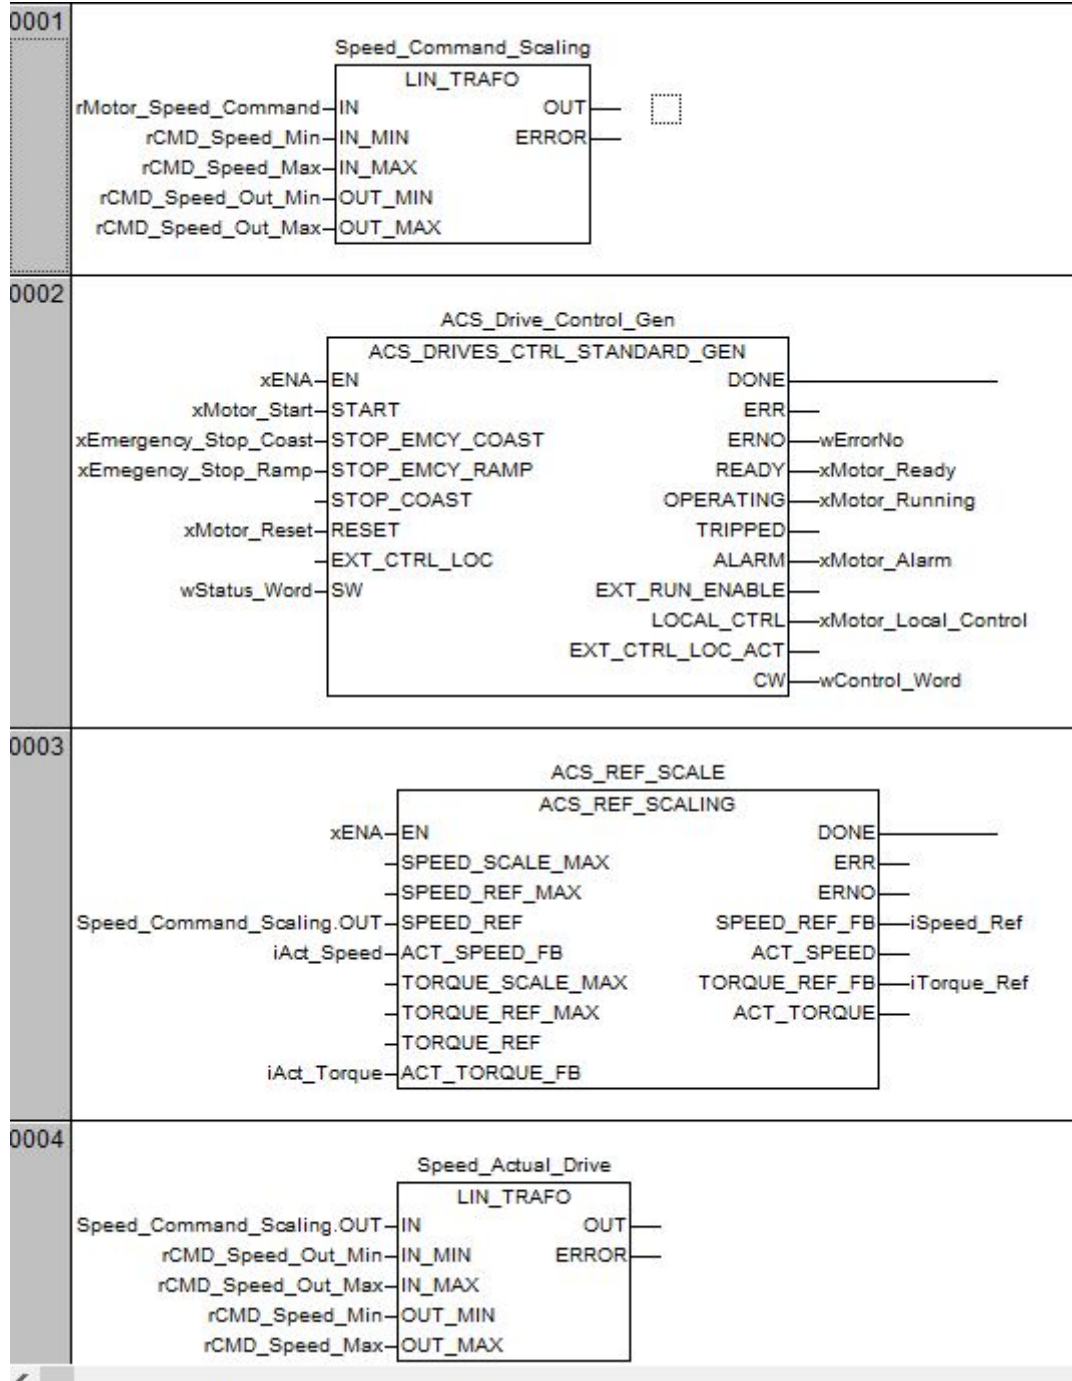 0001
Speed_Command_Scaling
LIN_TRAFO
rMotor_Speed_Command IN OUT
rCMD_Speed_Min IN_MIN ERROR
rCMD_Speed_Max IN_MAX
rCMD_Speed_Out_Min OUT_MIN
rCMD_Speed_Out_Max OUT_MAX
0002
ACS_Drive_Control_Gen
ACS_DRIVES_CTRL_STANDARD_GEN
xENA EN DONE
xMotor_Start START ERR
xEmergency_Stop_Coast STOP_EMCY_COAST ERNO wErrorNo
xEmegency_Stop_Ramp STOP_EMCY_RAMP READY xMotor_Ready
STOP_COAST OPERATING xMotor_Running
xMotor_Reset RESET TRIPPED
EXT_CTRL_LOC ALARM xMotor_Alarm
wStatus_Word SW EXT_RUN_ENABLE
LOCAL_CTRL xMotor_Local_Control
EXT_CTRL_LOC_ACT
CW wControl_Word
0003
ACS_REF_SCALE
ACS_REF_SCALING
xENA EN DONE
SPEED_SCALE_MAX ERR
SPEED_REF_MAX ERNO
Speed_Command_Scaling.OUT SPEED_REF SPEED_REF_FB iSpeed_Ref
iAct_Speed ACT_SPEED_FB ACT_SPEED
TORQUE_SCALE_MAX TORQUE_REF_FB iTorque_Ref
TORQUE_REF_MAX ACT_TORQUE
TORQUE_REF
iAct_Torque ACT_TORQUE_FB
0004
Speed_Actual_Drive
LIN_TRAFO
Speed_Command_Scaling.OUT IN OUT
rCMD_Speed_Out_Min IN_MIN ERROR
rCMD_Speed_Out_Max IN_MAX
rCMD_Speed_Min OUT_MIN
rCMD_Speed_Max OUT_MAX